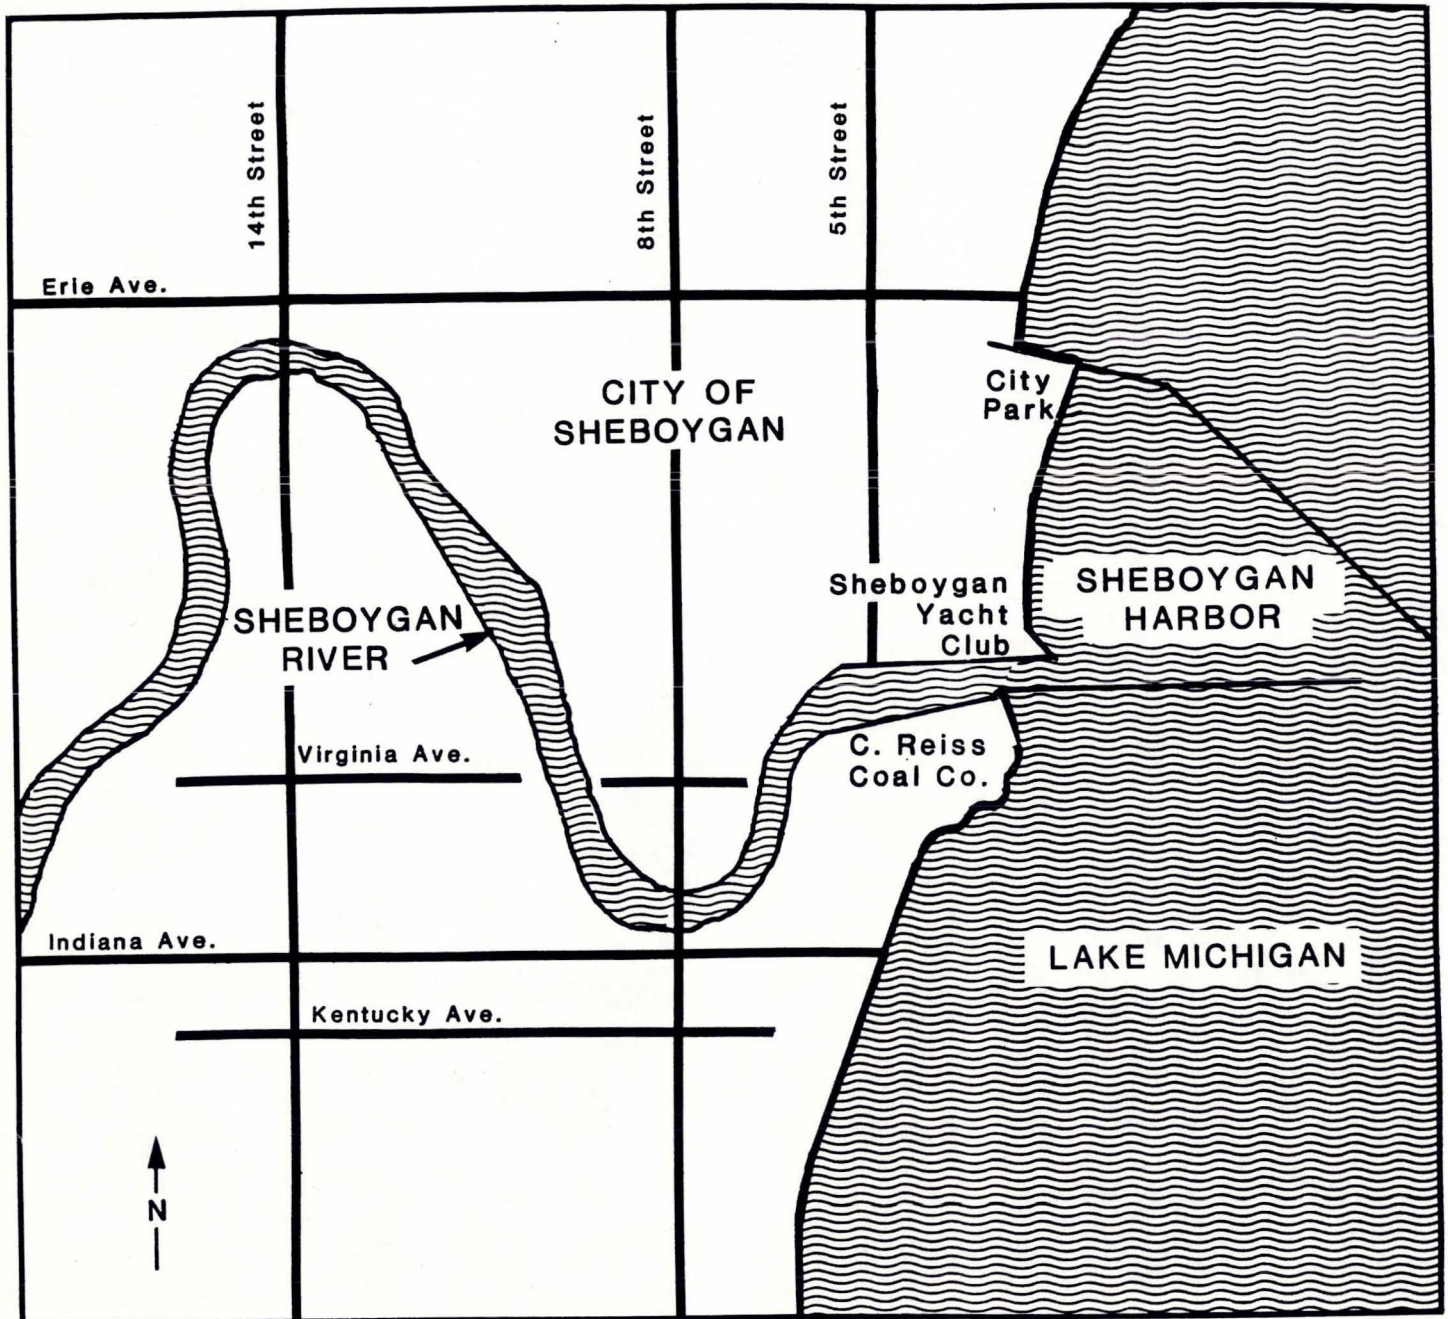 14th Street
8th Street
5th Street
Erie Ave.
CITY OF
SHEBOYGAN
City
Park
SHEBOYGAN
RIVER
Sheboygan
Yacht
Club
SHEBOYGAN
HARBOR
Virginia Ave.
C. Reiss
Coal Co.
Indiana Ave.
LAKE MICHIGAN
Kentucky Ave.
N